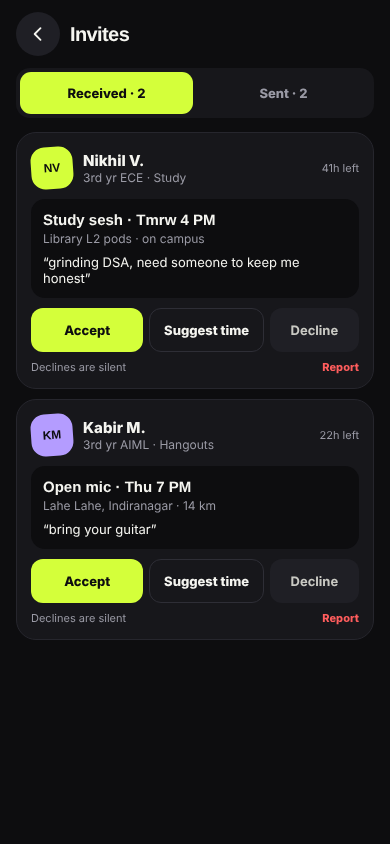 Invites
Received · 2
Sent · 2
NV
Nikhil V.
3rd yr ECE · Study
41h left
Study sesh · Tmrw 4 PM
Library L2 pods · on campus
“grinding DSA, need someone to keep me
honest”
Accept
Suggest time
Decline
Declines are silent
Report
KM
Kabir M.
3rd yr AIML · Hangouts
22h left
Open mic · Thu 7 PM
Lahe Lahe, Indiranagar · 14 km
“bring your guitar”
Accept
Suggest time
Decline
Declines are silent
Report